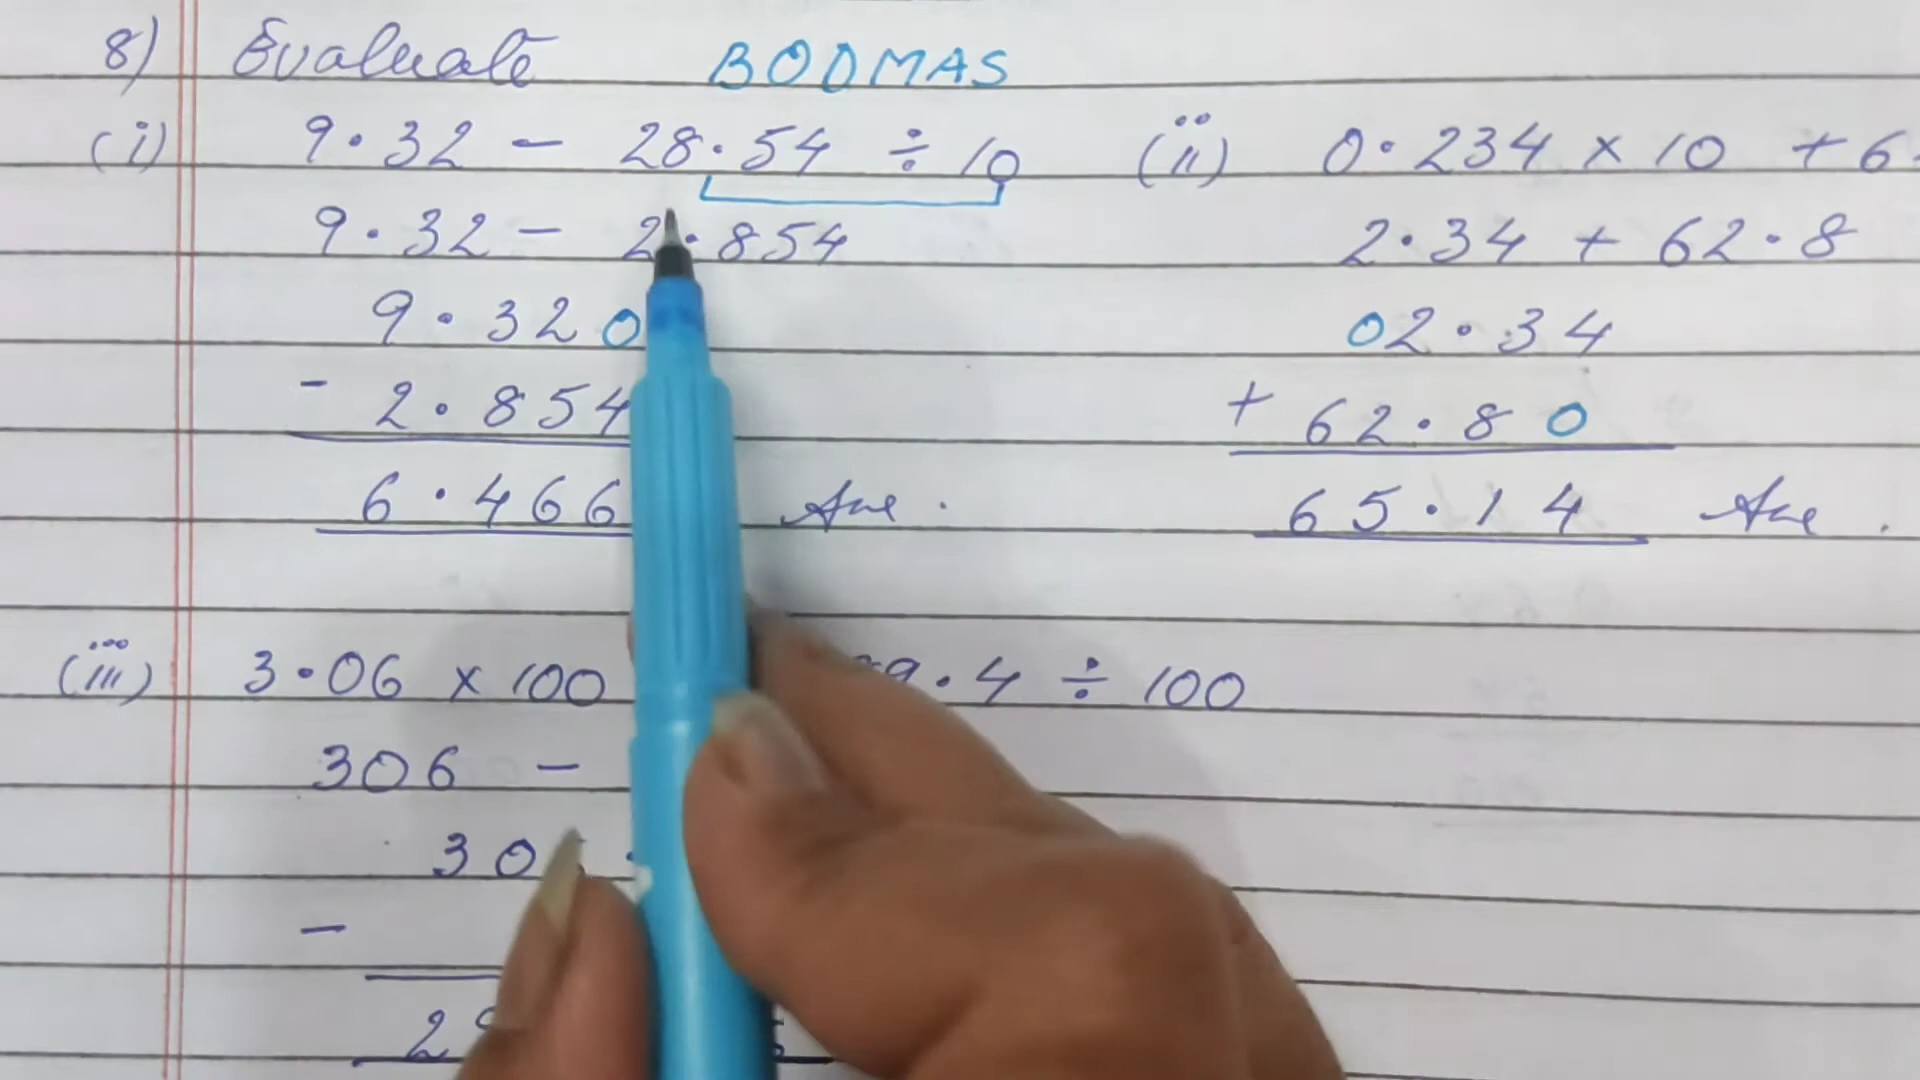 8) Evaluate BODMAS
(i) 9.32 - 28.54 ÷ 10
9.32 - 2.854
9.320
- 2.854
6.466 Ans.
(ii) 0.234 × 10 + 6
2.34 + 62.8
02.34
+ 62.80
65.14 Ans.
(iii) 3.06 × 100 9.4 ÷ 100
306 -
30
-
2